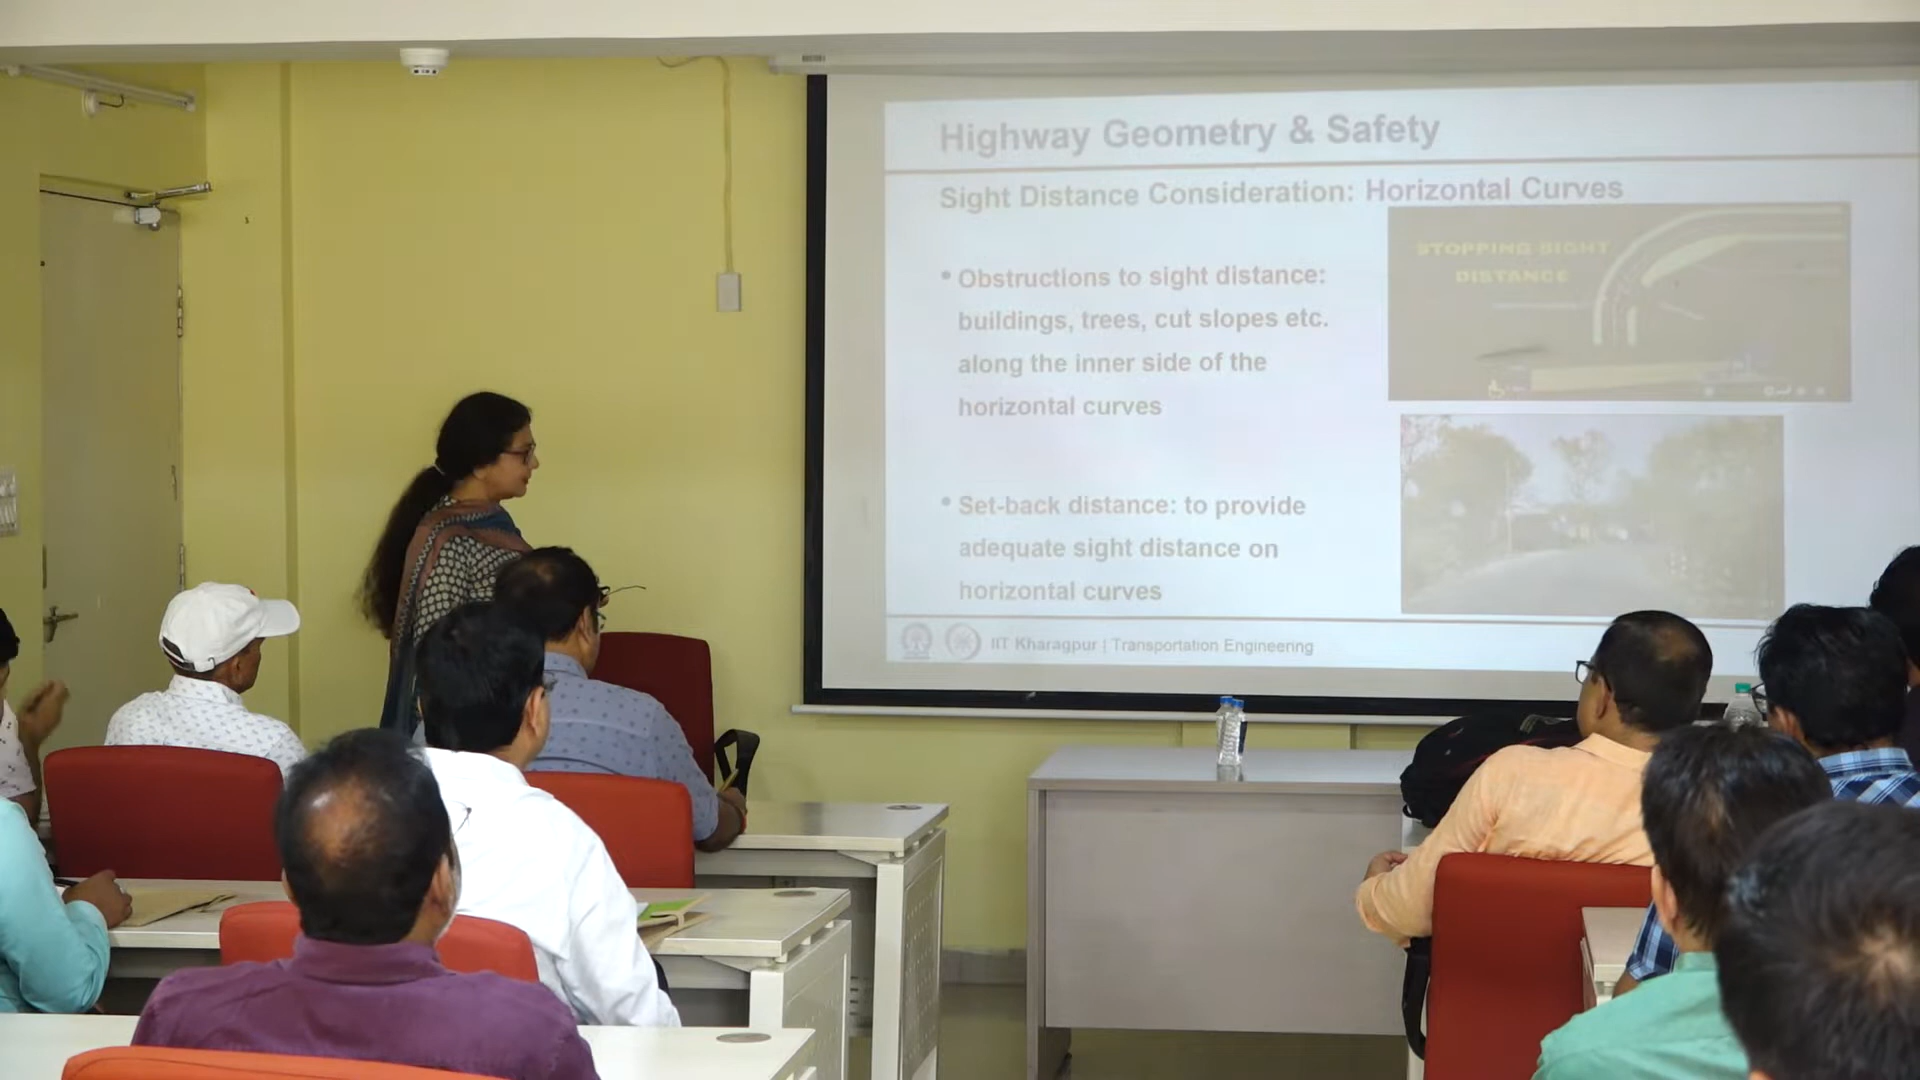 Highway Geometry & Safety
Sight Distance Consideration: Horizontal Curves
• Obstructions to sight distance:
buildings, trees, cut slopes etc.
along the inner side of the
horizontal curves
STOPPING SIGHT
DISTANCE
• Set-back distance: to provide
adequate sight distance on
horizontal curves
IIT Kharagpur | Transportation Engineering